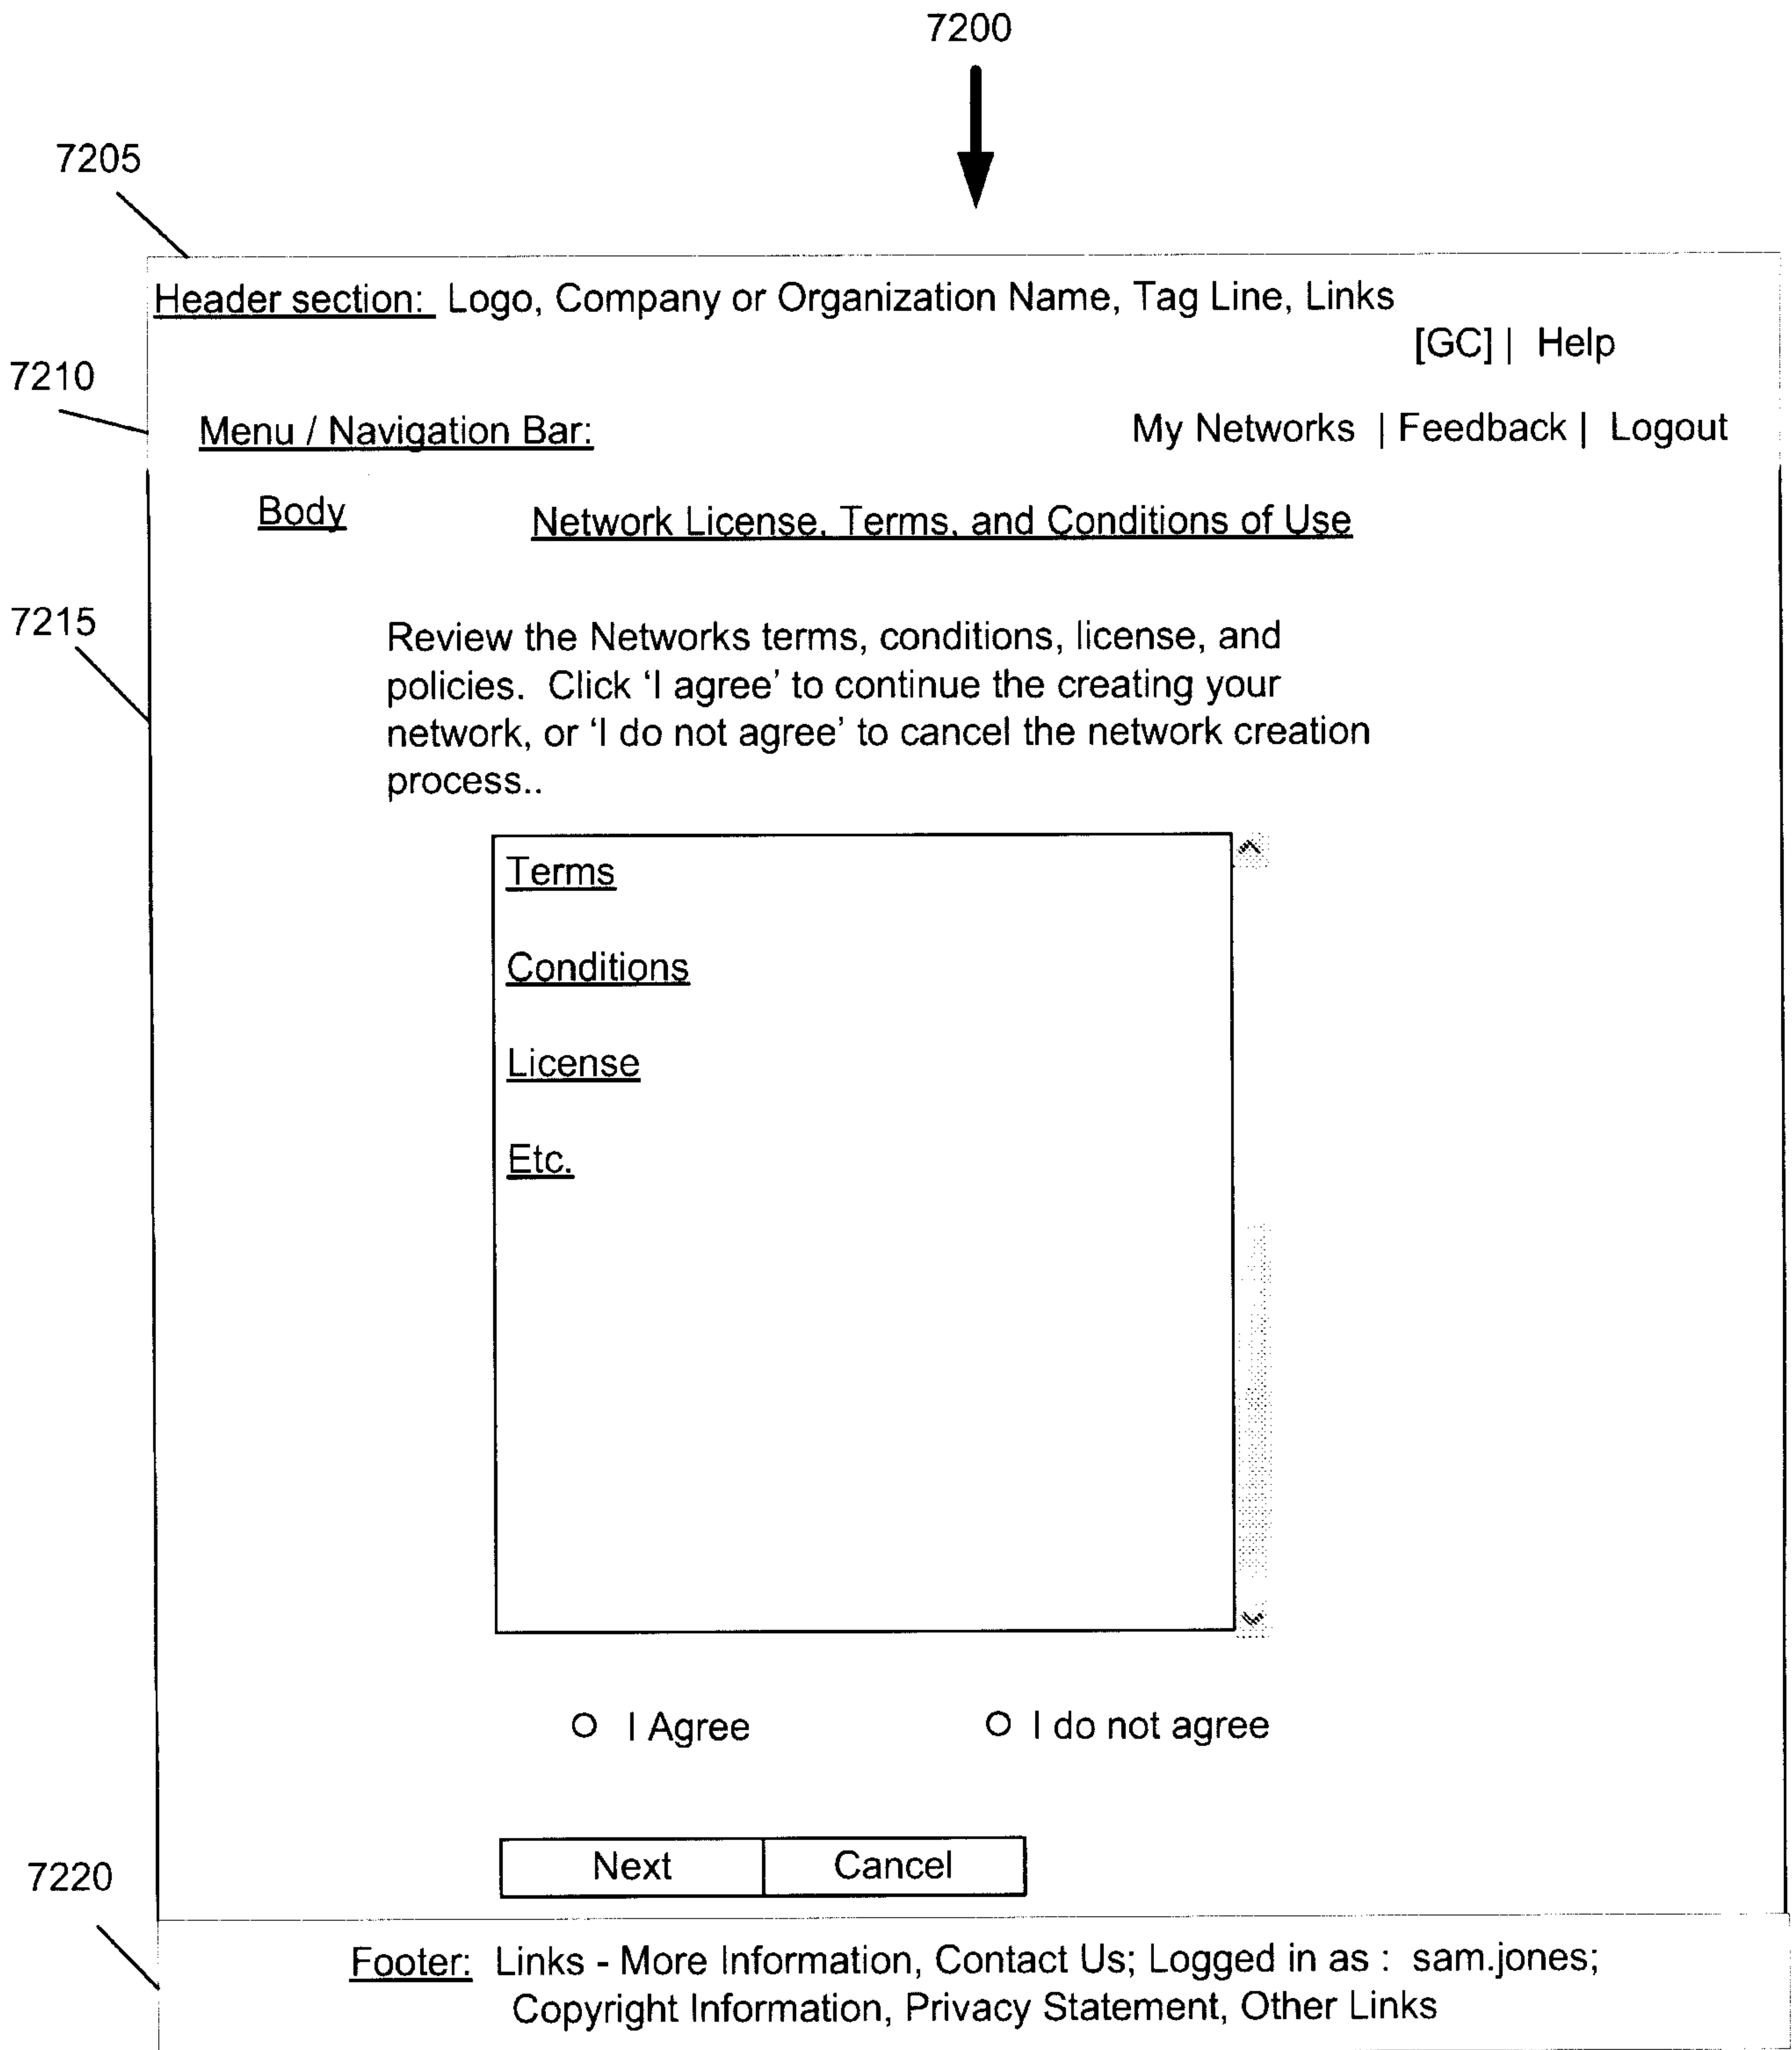 7200
7205
Header section: Logo, Company or Organization Name, Tag Line, Links
[GC] | Help
7210
Menu / Navigation Bar: My Networks | Feedback | Logout
Body
Network License, Terms, and Conditions of Use
7215
Review the Networks terms, conditions, license, and
policies. Click ‘I agree’ to continue the creating your
network, or ‘I do not agree’ to cancel the network creation
process..
Terms
Conditions
License
Etc.
I Agree I do not agree
Next Cancel
7220
Footer: Links - More Information, Contact Us; Logged in as : sam.jones;
Copyright Information, Privacy Statement, Other Links